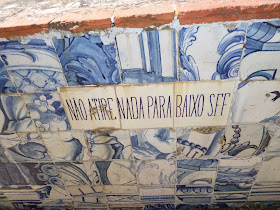 NÃO ATIRE NADA PARA BAIXO SFF